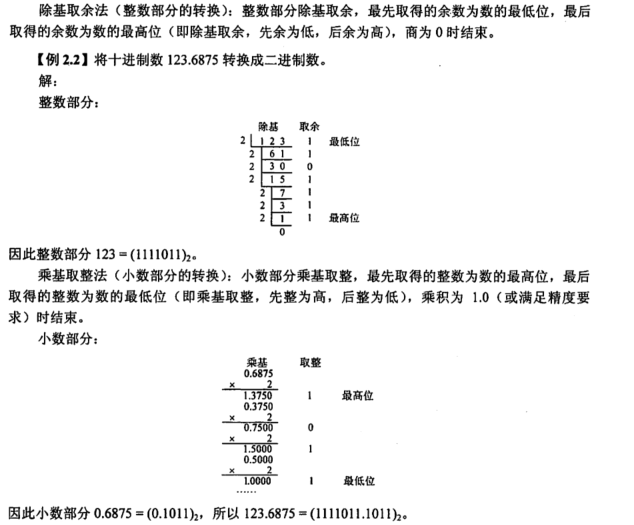 除基取余法（整数部分的转换）：整数部分除基取余，最先取得的余数为数的最低位，最后
取得的余数为数的最高位（即除基取余，先余为低，后余为高），商为 0 时结束。
【例 2.2】将十进制数 123.6875 转换成二进制数。
解：
整数部分：
除基 取余
2 1 2 3 1 最低位
2 6 1 1
2 3 0 0
2 1 5 1
2 7 1
2 3 1
2 1 1 最高位
0
因此整数部分 123 = (1111011)₂。
乘基取整法（小数部分的转换）：小数部分乘基取整，最先取得的整数为数的最高位，最后
取得的整数为数的最低位（即乘基取整，先整为高，后整为低），乘积为 1.0（或满足精度要
求）时结束。
小数部分：
乘基 取整
0.6875
× 2
1.3750 1 最高位
0.3750
× 2
0.7500 0
× 2
1.5000 1
0.5000
× 2
1.0000 1 最低位
……
因此小数部分 0.6875 = (0.1011)₂，所以 123.6875 = (1111011.1011)₂。